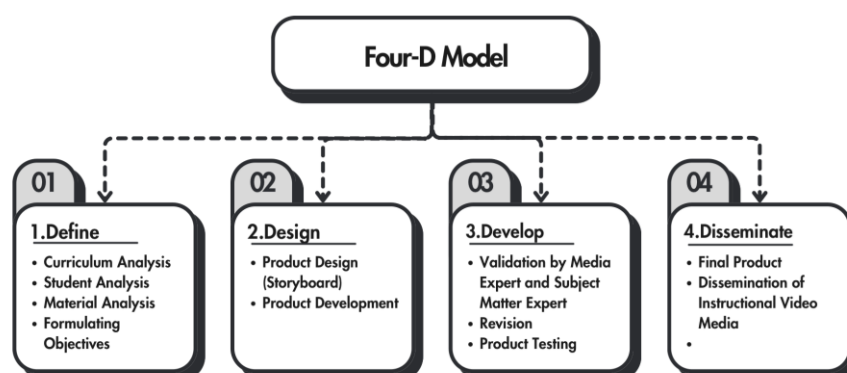 Four-D Model
01
1.Define
• Curriculum Analysis
• Student Analysis
• Material Analysis
• Formulating
Objectives
02
2.Design
• Product Design
(Storyboard)
• Product Development
03
3.Develop
• Validation by Media
Expert and Subject
Matter Expert
• Revision
• Product Testing
04
4.Disseminate
• Final Product
• Dissemination of
Instructional Video
Media
•